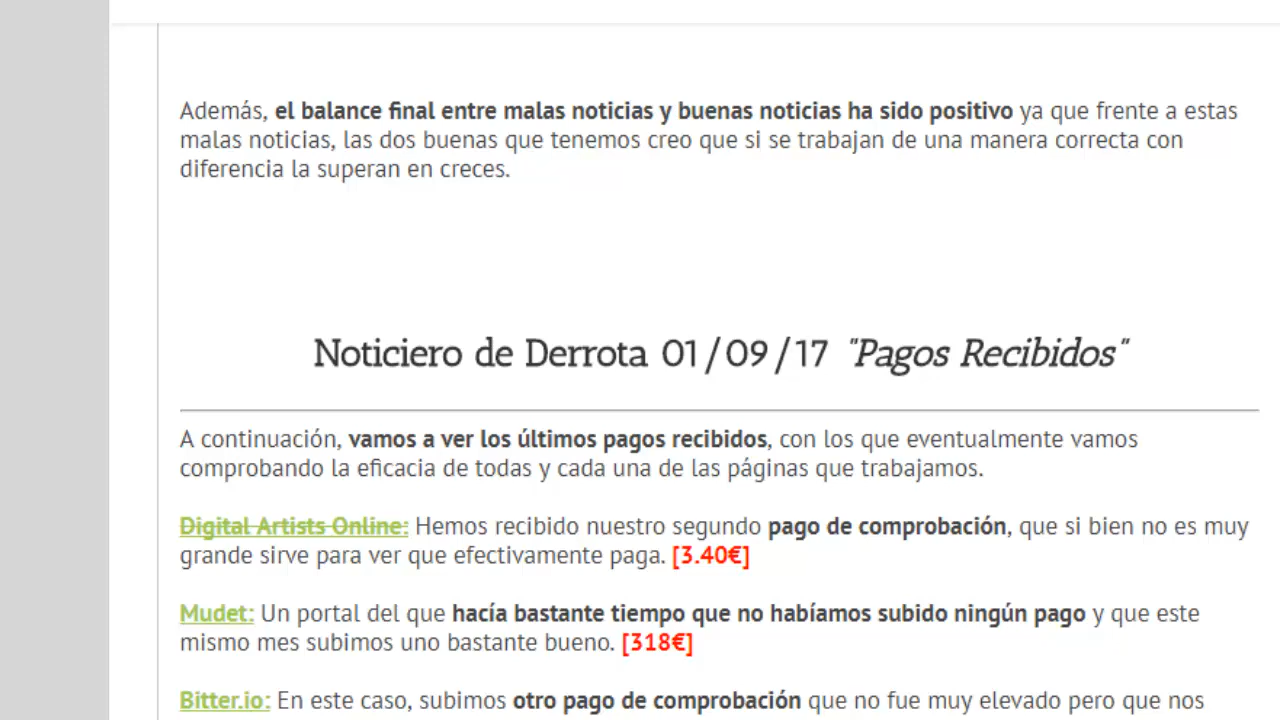 Además, el balance final entre malas noticias y buenas noticias ha sido positivo ya que frente a estas
malas noticias, las dos buenas que tenemos creo que si se trabajan de una manera correcta con
diferencia la superan en creces.
Noticiero de Derrota 01/09/17 "Pagos Recibidos"
A continuación, vamos a ver los últimos pagos recibidos, con los que eventualmente vamos
comprobando la eficacia de todas y cada una de las páginas que trabajamos.
Digital Artists Online: Hemos recibido nuestro segundo pago de comprobación, que si bien no es muy
grande sirve para ver que efectivamente paga. [3.40€]
Mudet: Un portal del que hacía bastante tiempo que no habíamos subido ningún pago y que este
mismo mes subimos uno bastante bueno. [318€]
Bitter.io: En este caso, subimos otro pago de comprobación que no fue muy elevado pero que nos